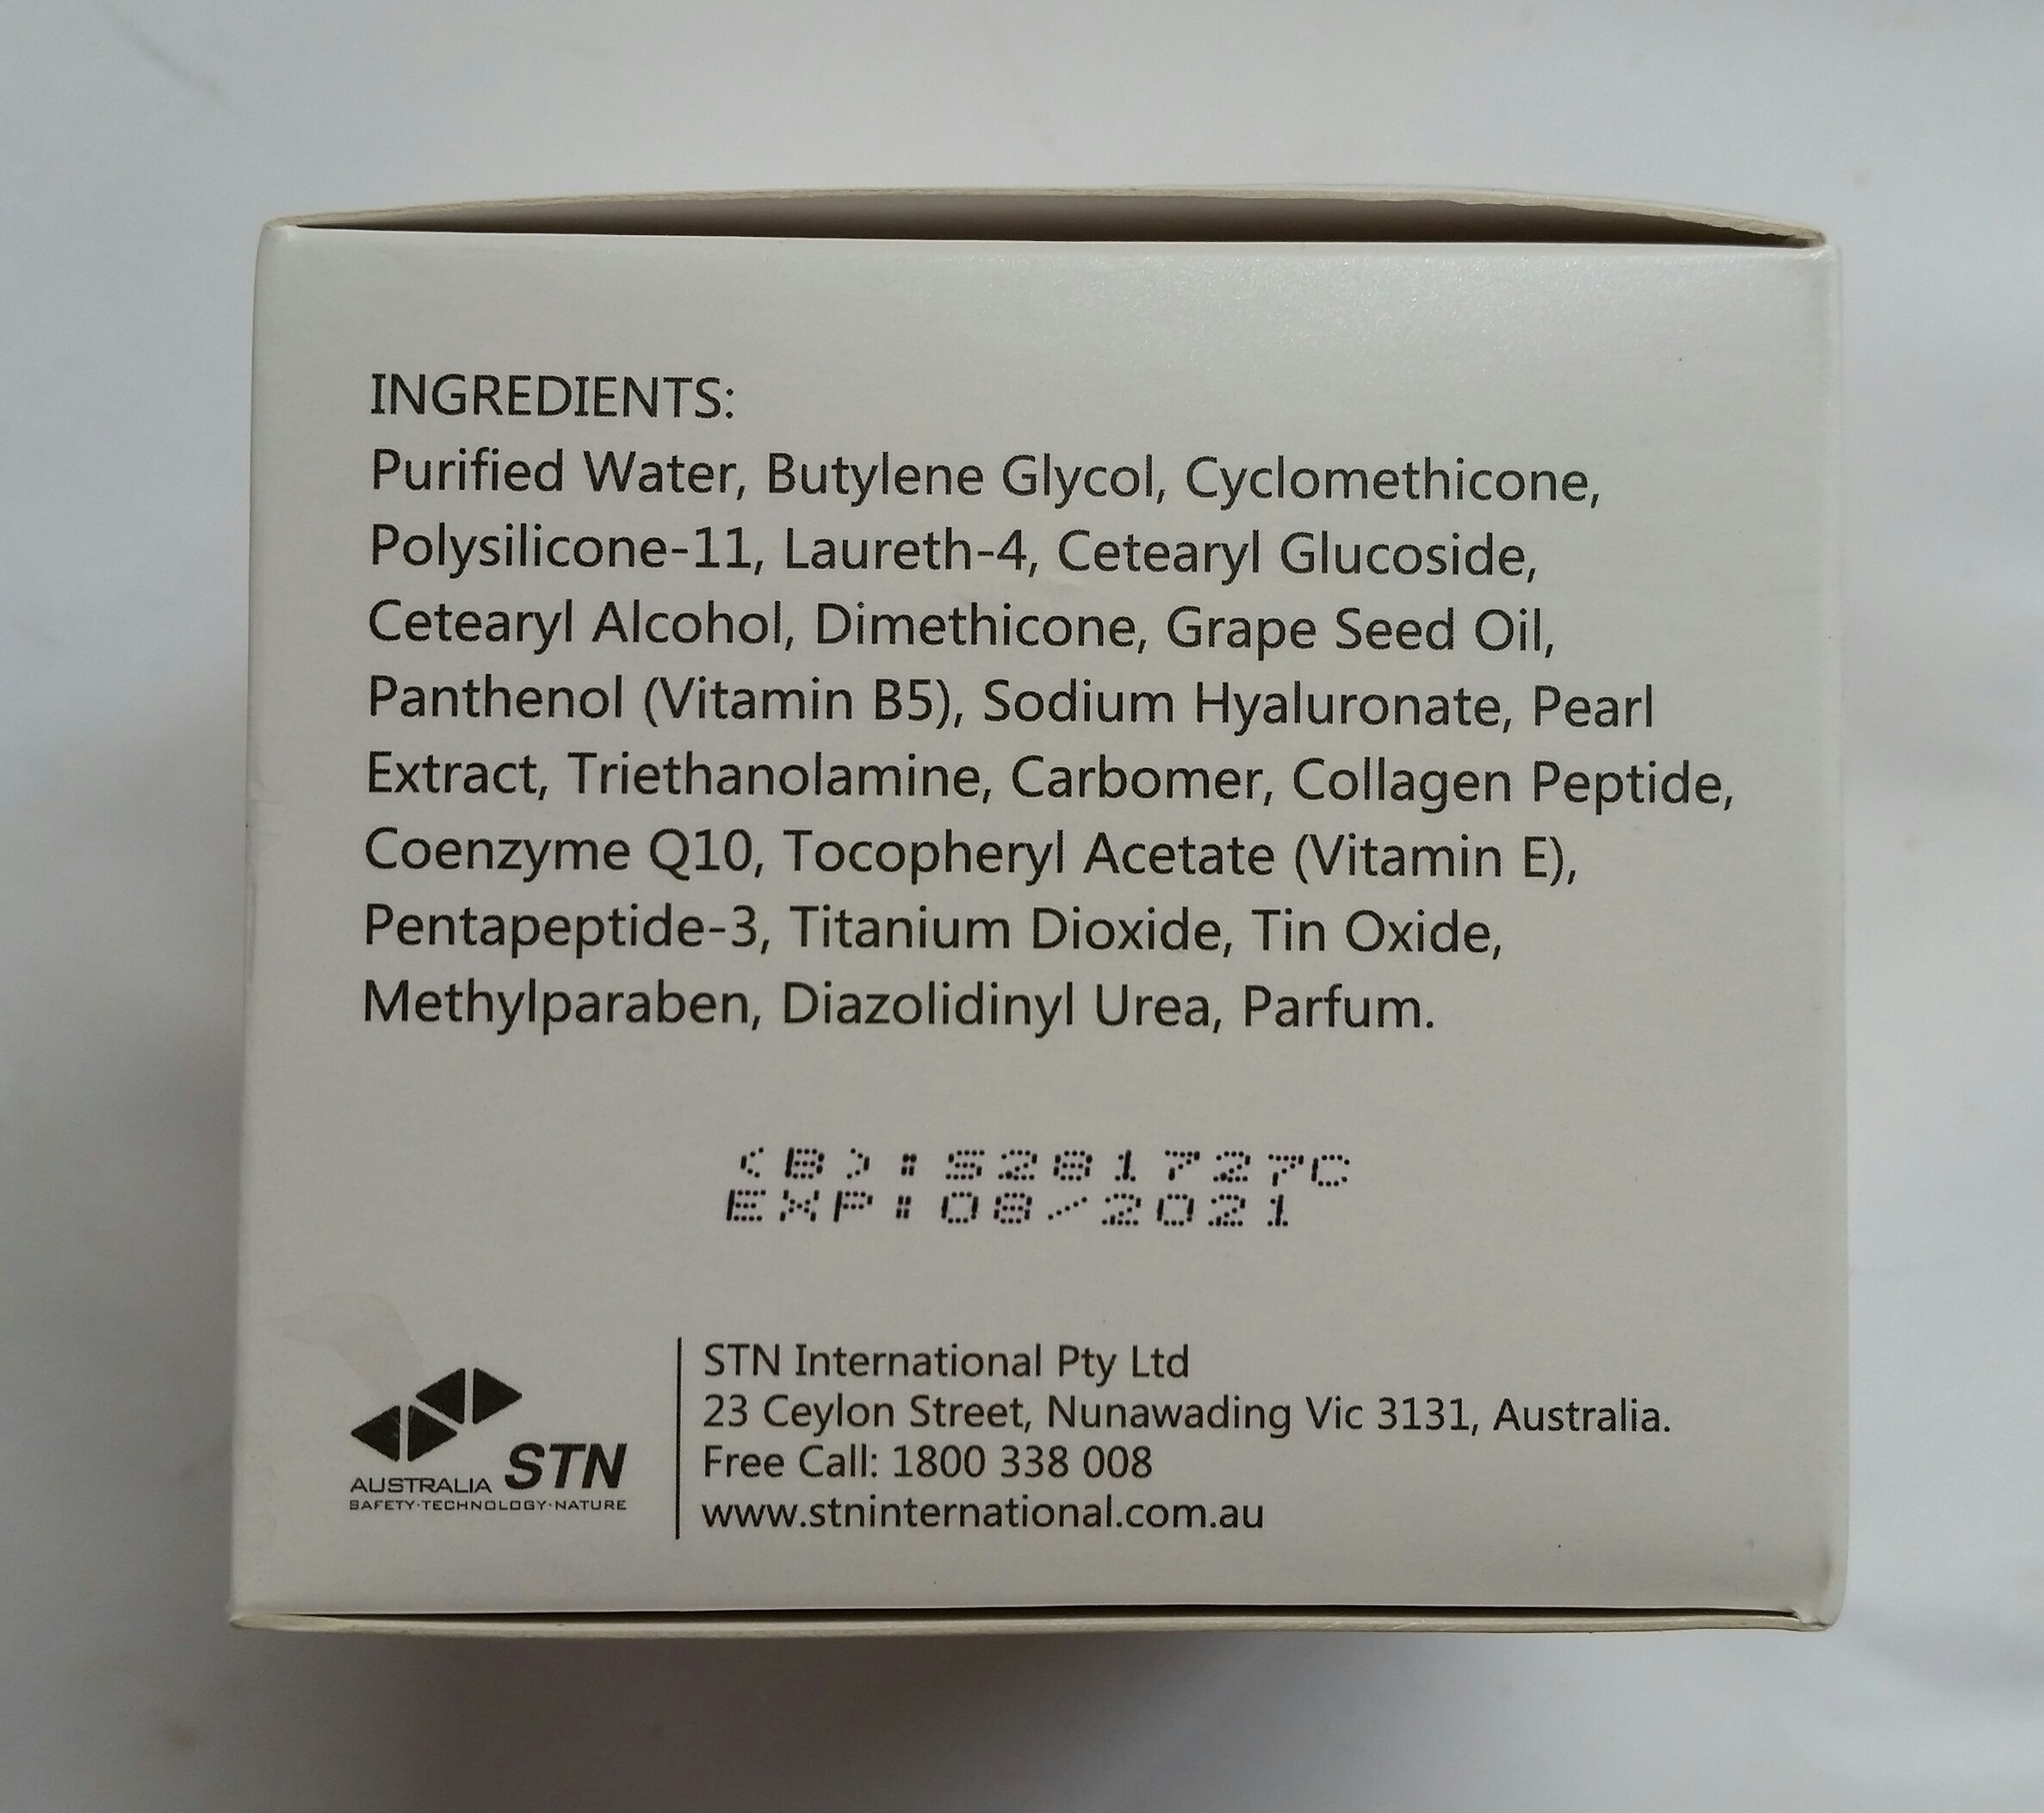 INGREDIENTS:
Purified Water, Butylene Glycol, Cyclomethicone,
Polysilicone-11, Laureth-4, Cetearyl Glucoside,
Cetearyl Alcohol, Dimethicone, Grape Seed Oil,
Panthenol (Vitamin B5), Sodium Hyaluronate, Pearl
Extract, Triethanolamine, Carbomer, Collagen Peptide,
Coenzyme Q10, Tocopheryl Acetate (Vitamin E),
Pentapeptide-3, Titanium Dioxide, Tin Oxide,
Methylparaben, Diazolidinyl Urea, Parfum.
(B):S281727C
EXP:08/2021
AUSTRALIA STN
SAFETY·TECHNOLOGY·NATURE
STN International Pty Ltd
23 Ceylon Street, Nunawading Vic 3131, Australia.
Free Call: 1800 338 008
www.stninternational.com.au